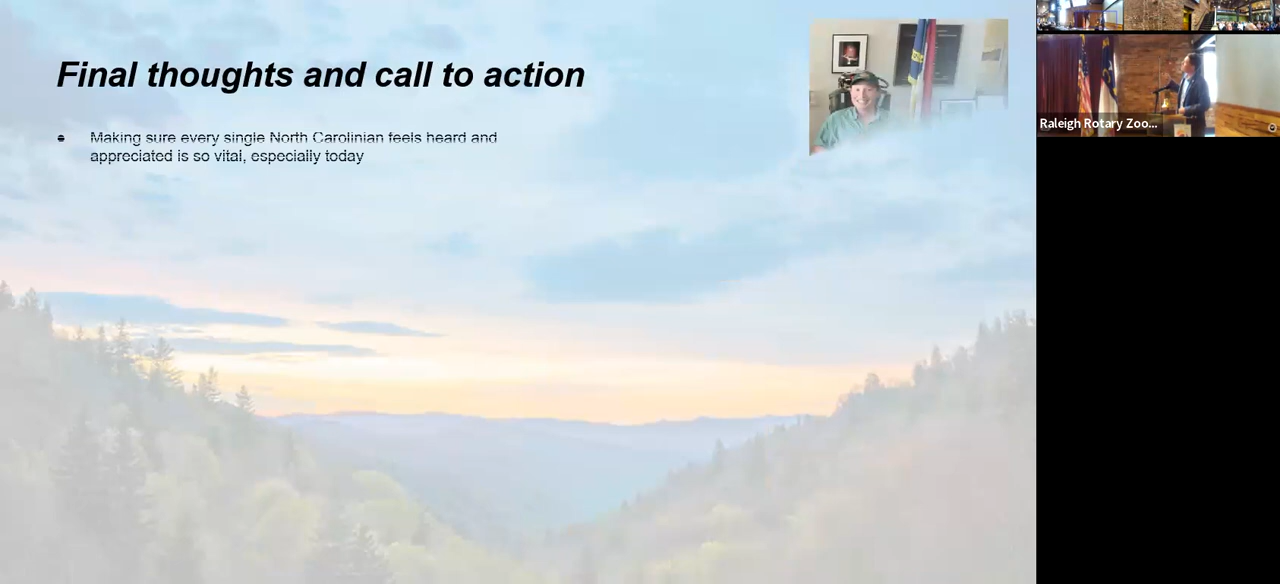 Final thoughts and call to action
● Making sure every single North Carolinian feels heard and
appreciated is so vital, especially today
Raleigh Rotary Zoo...